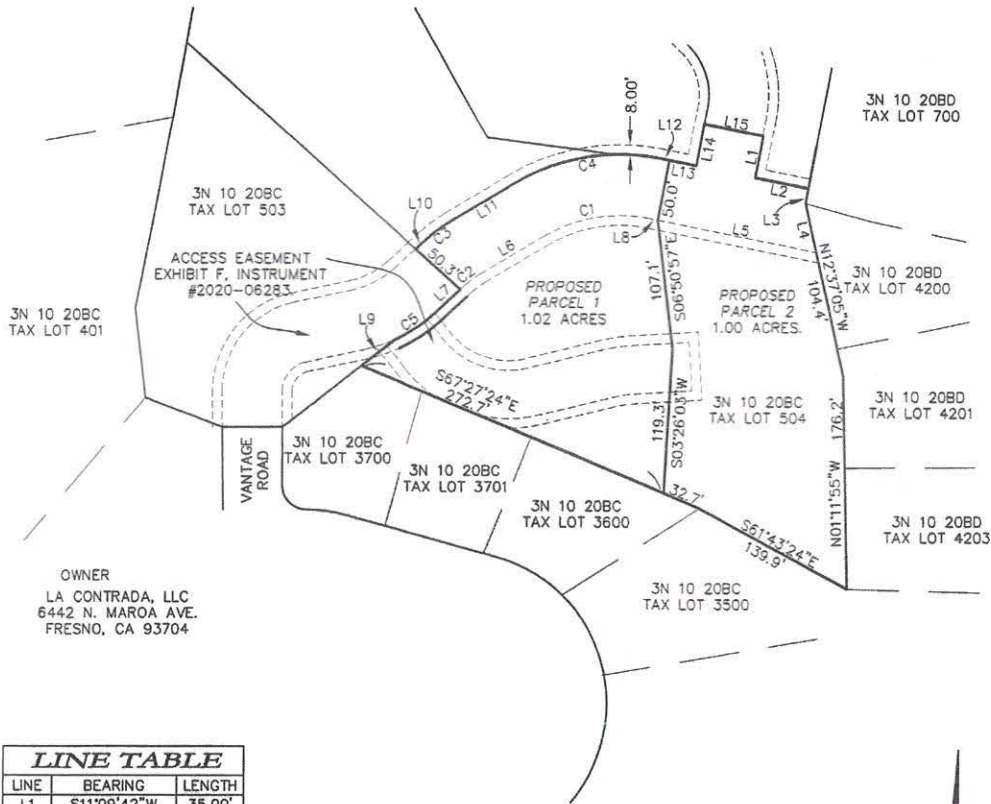 3N 10 20BD
TAX LOT 700
8.00'
L12
L15
L14
L13
L1
L2
L3
L4
C4
L10
L11
C3
50.3'
C2
L7
L6
C1
L8
L5
50.0'
3N 10 20BC
TAX LOT 503
ACCESS EASEMENT
EXHIBIT F, INSTRUMENT
#2020-06283
3N 10 20BC
TAX LOT 401
L9
C5
PROPOSED
PARCEL 1
1.02 ACRES
107.1'
S06°50'57"E
PROPOSED
PARCEL 2
1.00 ACRES.
N12°37'05"W
104.4'
3N 10 20BD
TAX LOT 4200
S67°27'24"E
272.7'
119.3'
S03°26'03"W
3N 10 20BC
TAX LOT 504
3N 10 20BD
TAX LOT 4201
VANTAGE
ROAD
3N 10 20BC
TAX LOT 3700
3N 10 20BC
TAX LOT 3701
3N 10 20BC
TAX LOT 3600
32.7'
S61°43'24"E
139.9'
N01°11'55"W
176.2'
3N 10 20BD
TAX LOT 4203
3N 10 20BC
TAX LOT 3500
OWNER
LA CONTRADA, LLC
6442 N. MAROA AVE.
FRESNO, CA 93704
LINE TABLE
LINE BEARING LENGTH
L1 S11°09'42"W 35.00'